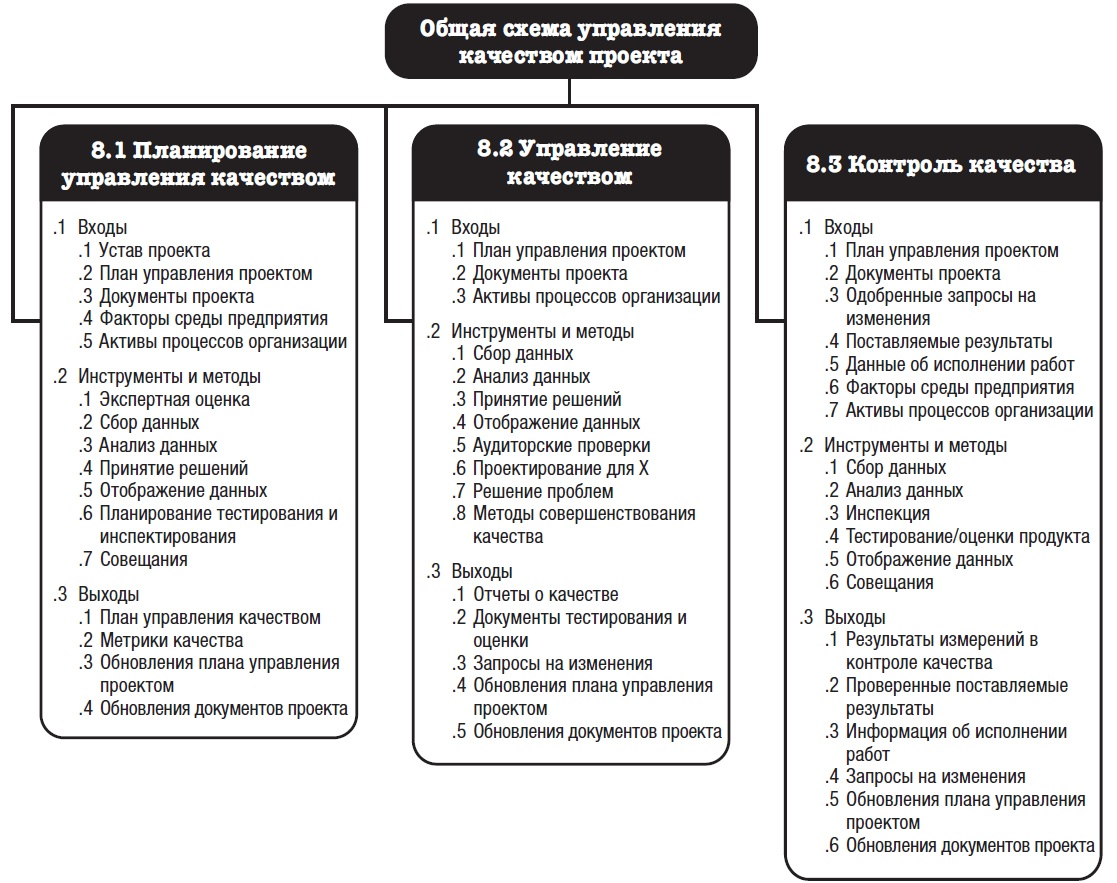 Общая схема управления
качеством проекта
8.1 Планирование
управления качеством
.1 Входы
.1 Устав проекта
.2 План управления проектом
.3 Документы проекта
.4 Факторы среды предприятия
.5 Активы процессов организации
.2 Инструменты и методы
.1 Экспертная оценка
.2 Сбор данных
.3 Анализ данных
.4 Принятие решений
.5 Отображение данных
.6 Планирование тестирования и
инспектирования
.7 Совещания
.3 Выходы
.1 План управления качеством
.2 Метрики качества
.3 Обновления плана управления
проектом
.4 Обновления документов проекта
8.2 Управление
качеством
.1 Входы
.1 План управления проектом
.2 Документы проекта
.3 Активы процессов организации
.2 Инструменты и методы
.1 Сбор данных
.2 Анализ данных
.3 Принятие решений
.4 Отображение данных
.5 Аудиторские проверки
.6 Проектирование для X
.7 Решение проблем
.8 Методы совершенствования
качества
.3 Выходы
.1 Отчеты о качестве
.2 Документы тестирования и
оценки
.3 Запросы на изменения
.4 Обновления плана управления
проектом
.5 Обновления документов проекта
8.3 Контроль качества
.1 Входы
.1 План управления проектом
.2 Документы проекта
.3 Одобренные запросы на
изменения
.4 Поставляемые результаты
.5 Данные об исполнении работ
.6 Факторы среды предприятия
.7 Активы процессов организации
.2 Инструменты и методы
.1 Сбор данных
.2 Анализ данных
.3 Инспекция
.4 Тестирование/оценки продукта
.5 Отображение данных
.6 Совещания
.3 Выходы
.1 Результаты измерений в
контроле качества
.2 Проверенные поставляемые
результаты
.3 Информация об исполнении
работ
.4 Запросы на изменения
.5 Обновления плана управления
проектом
.6 Обновления документов проекта